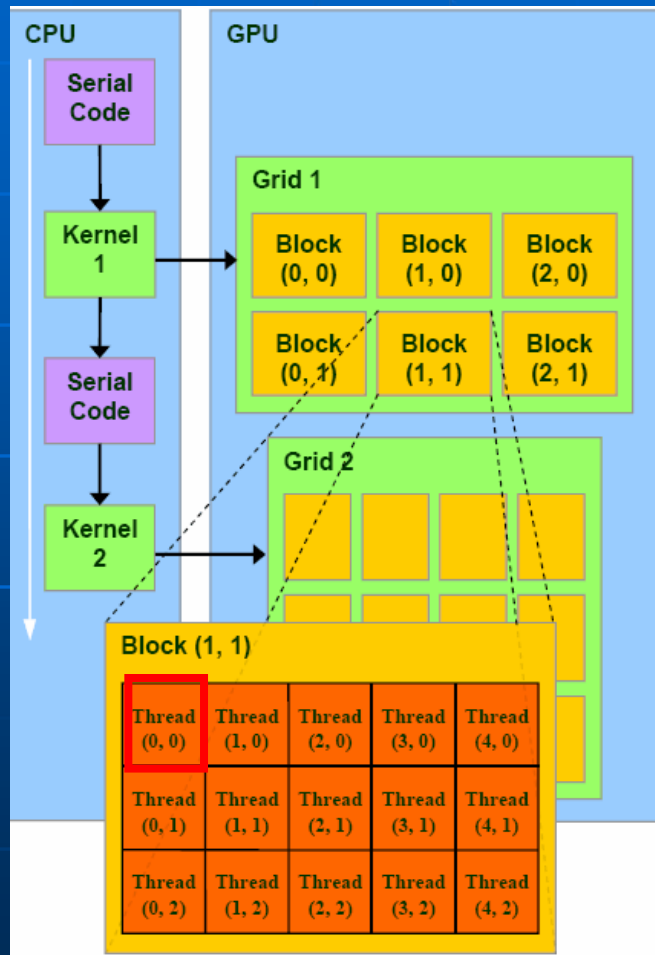 CPU
GPU
Serial
Code
Kernel
1
Serial
Code
Kernel
2
Grid 1
Block
(0, 0)
Block
(1, 0)
Block
(2, 0)
Block
(0, 1)
Block
(1, 1)
Block
(2, 1)
Grid 2
Block (1, 1)
Thread
(0, 0)
Thread
(1, 0)
Thread
(2, 0)
Thread
(3, 0)
Thread
(4, 0)
Thread
(0, 1)
Thread
(1, 1)
Thread
(2, 1)
Thread
(3, 1)
Thread
(4, 1)
Thread
(0, 2)
Thread
(1, 2)
Thread
(2, 2)
Thread
(3, 2)
Thread
(4, 2)